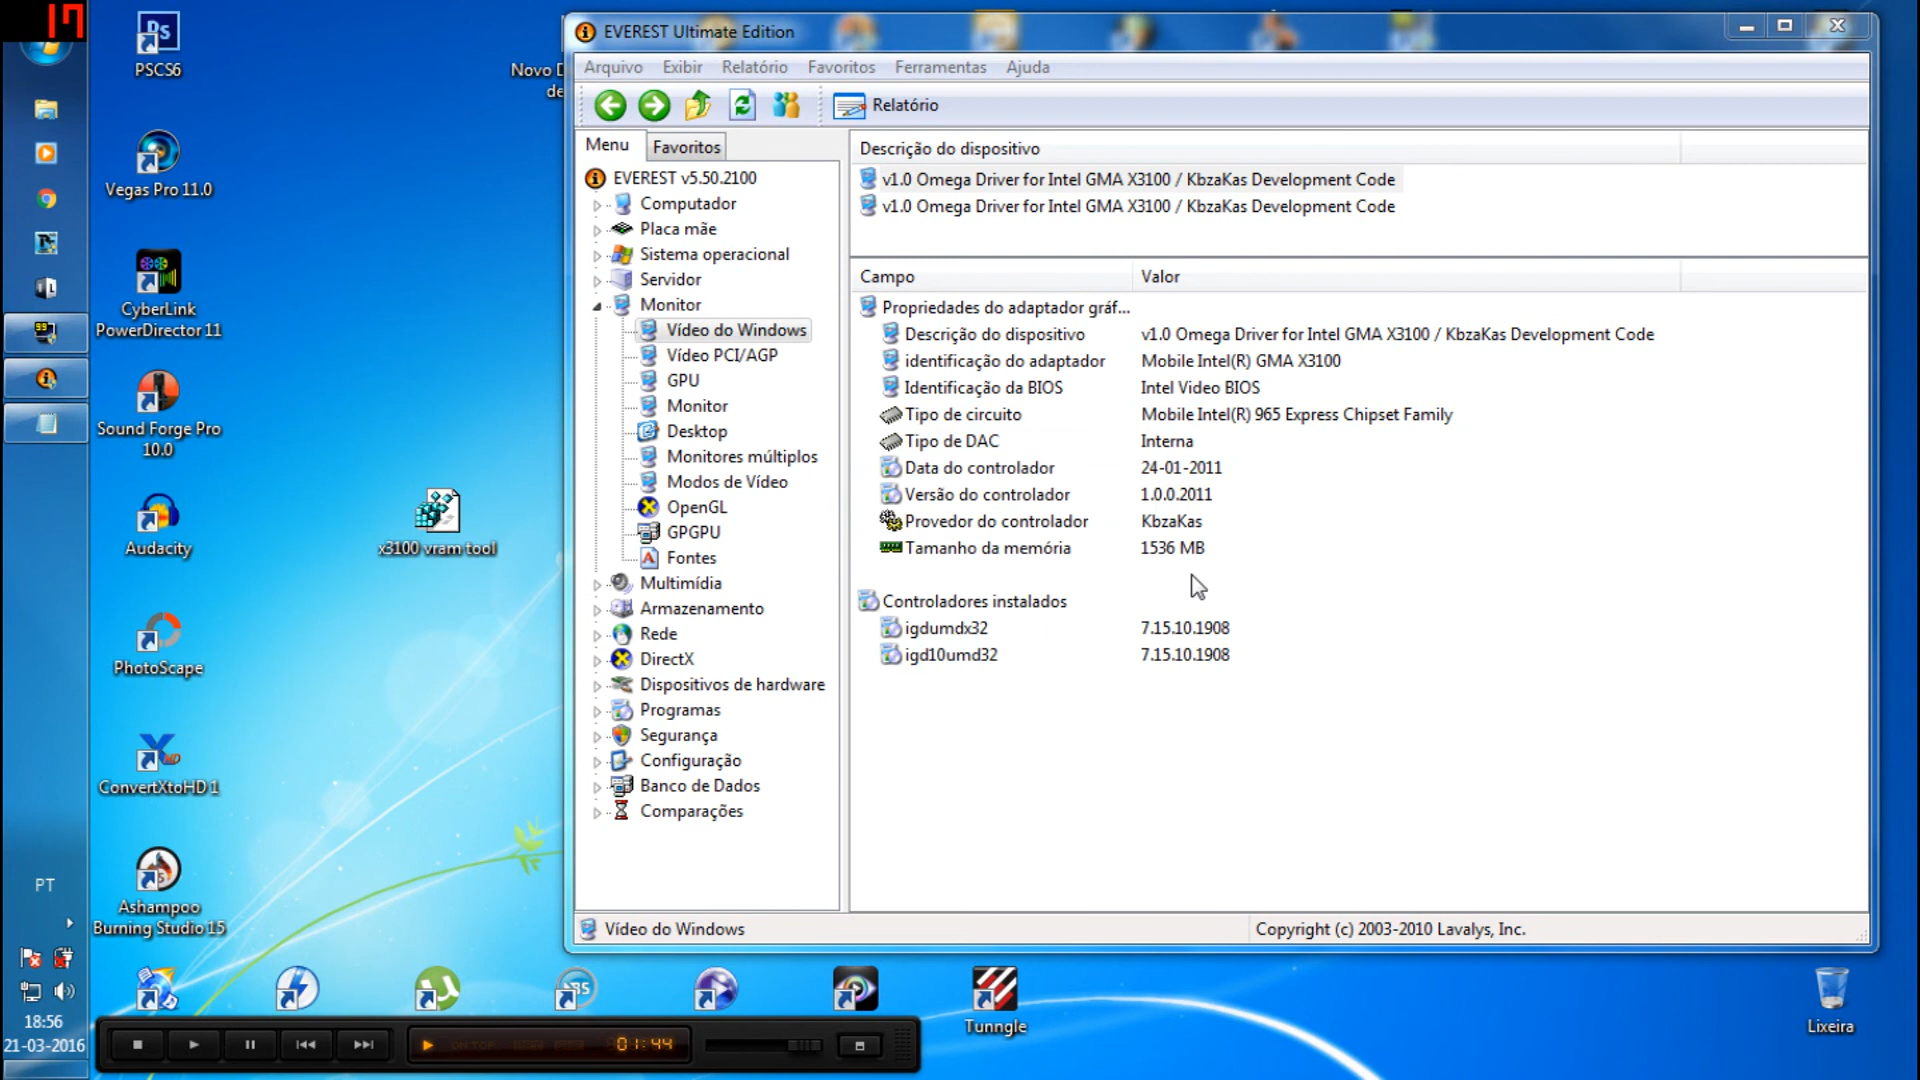 17
PSCS6
Vegas Pro 11.0
CyberLink
PowerDirector 11
Sound Forge Pro
10.0
Audacity
PhotoScape
ConvertXtoHD 1
Ashampoo
Burning Studio 15
Novo D
de
x3100 vram tool
EVEREST Ultimate Edition
Arquivo Exibir Relatório Favoritos Ferramentas Ajuda
Relatório
Menu Favoritos
EVEREST v5.50.2100
Computador
Placa mãe
Sistema operacional
Servidor
Monitor
Vídeo do Windows
Vídeo PCI/AGP
GPU
Monitor
Desktop
Monitores múltiplos
Modos de Vídeo
OpenGL
GPGPU
Fontes
Multimídia
Armazenamento
Rede
DirectX
Dispositivos de hardware
Programas
Segurança
Configuração
Banco de Dados
Comparações
Descrição do dispositivo
v1.0 Omega Driver for Intel GMA X3100 / KbzaKas Development Code
v1.0 Omega Driver for Intel GMA X3100 / KbzaKas Development Code
Campo Valor
Propriedades do adaptador gráf...
Descrição do dispositivo v1.0 Omega Driver for Intel GMA X3100 / KbzaKas Development Code
identificação do adaptador Mobile Intel(R) GMA X3100
Identificação da BIOS Intel Video BIOS
Tipo de circuito Mobile Intel(R) 965 Express Chipset Family
Tipo de DAC Interna
Data do controlador 24-01-2011
Versão do controlador 1.0.0.2011
Provedor do controlador KbzaKas
Tamanho da memória 1536 MB
Controladores instalados
igdumdx32 7.15.10.1908
igd10umd32 7.15.10.1908
Vídeo do Windows Copyright (c) 2003-2010 Lavalys, Inc.
PT
18:56
21-03-2016
Tunngle
Lixeira
ON TOP
01:44